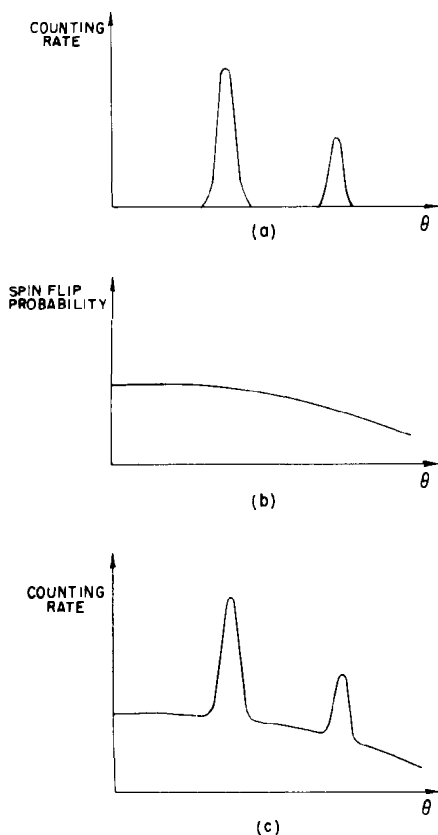 COUNTING
RATE
θ
(a)
SPIN FLIP
PROBABILITY
θ
(b)
COUNTING
RATE
θ
(c)